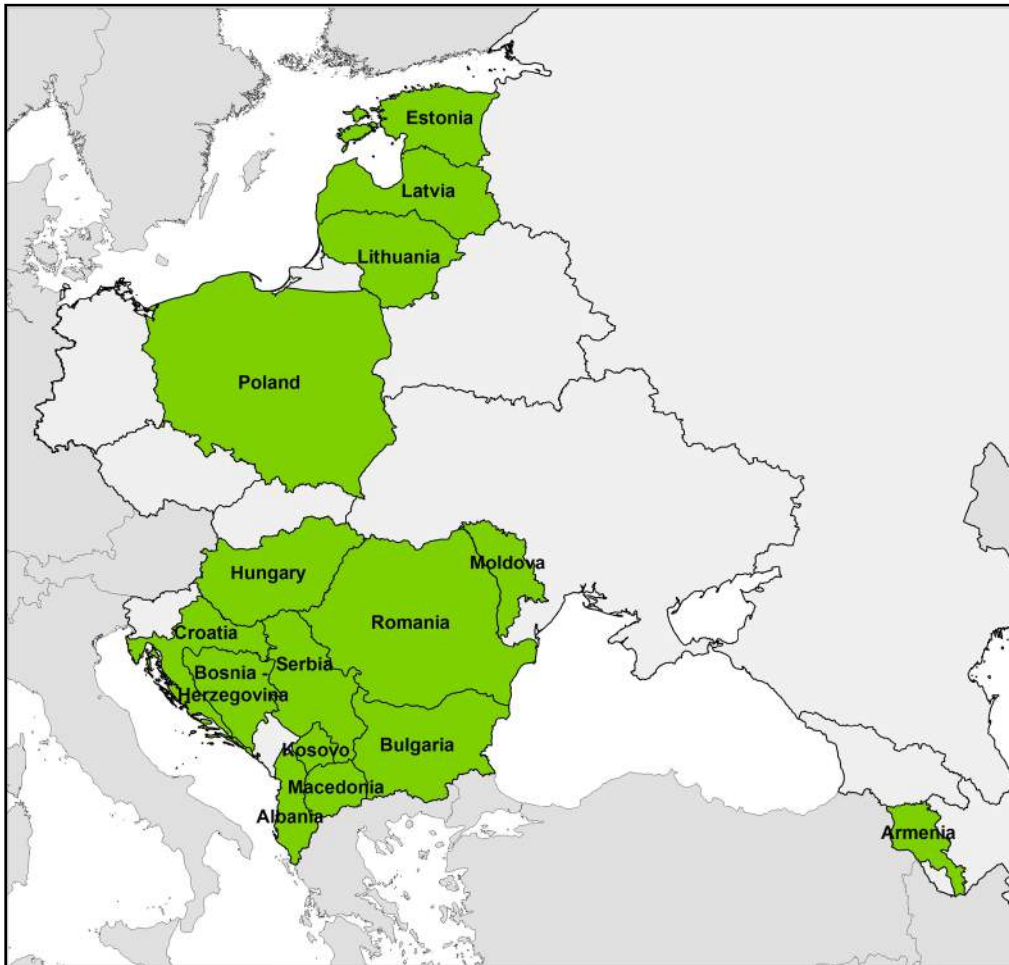 Estonia
Latvia
Lithuania
Poland
Moldova
Hungary
Romania
Croatia
Serbia
Bosnia -
Herzegovina
Bulgaria
Kosovo
Macedonia
Albania
Armenia